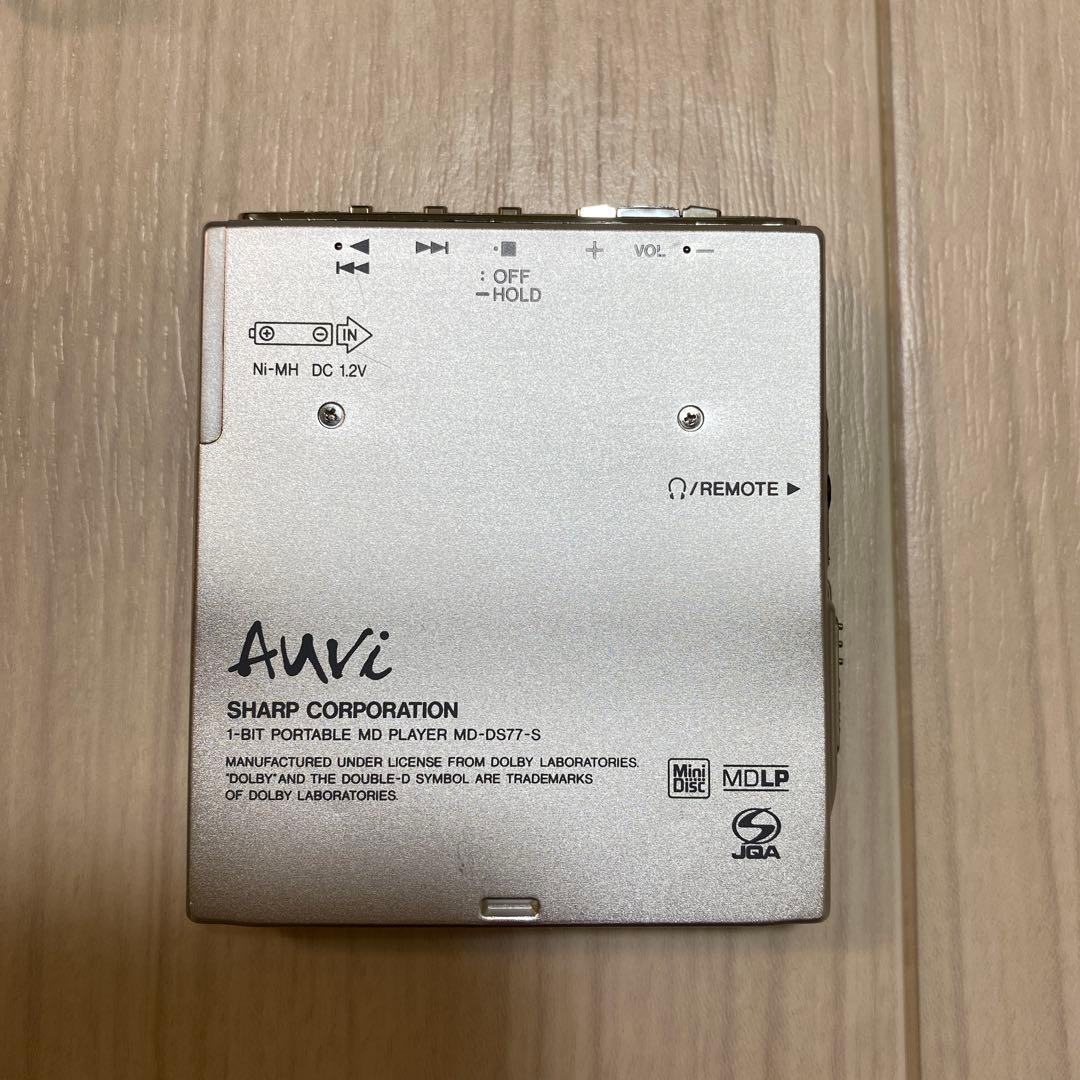 VOL
: OFF
—HOLD
IN
Ni-MH DC 1.2V
/REMOTE
Auvi
SHARP CORPORATION
1-BIT PORTABLE MD PLAYER MD-DS77-S
MANUFACTURED UNDER LICENSE FROM DOLBY LABORATORIES.
"DOLBY" AND THE DOUBLE-D SYMBOL ARE TRADEMARKS
OF DOLBY LABORATORIES.
Mini
Disc
MDLP
JQA